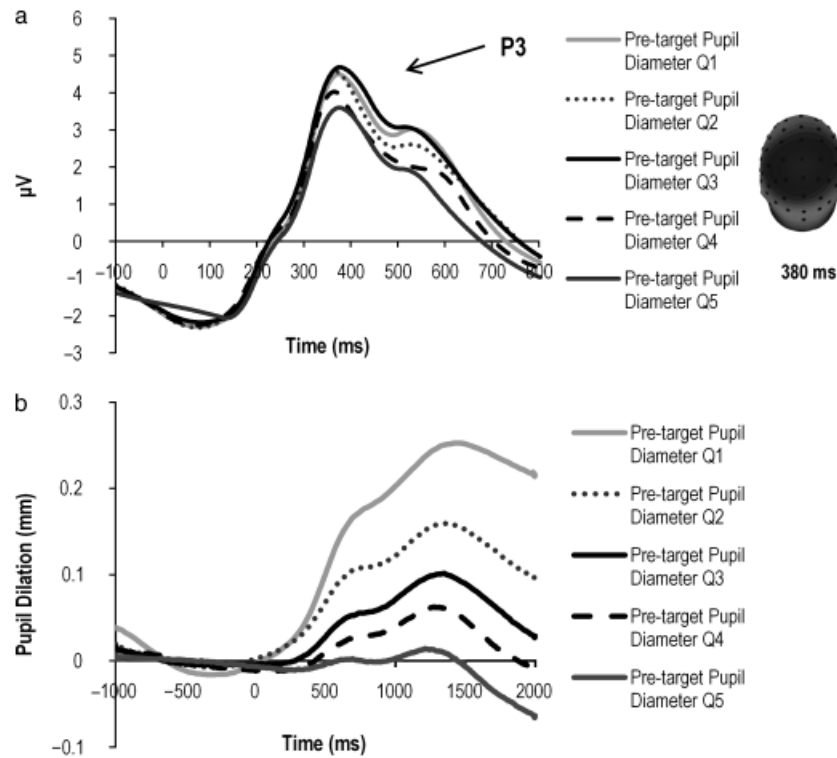 a
6
5
4
3
2
1
0
−1
−2
−3
µV
−100 0 100 200 300 400 500 600 700 800
Time (ms)
P3
Pre-target Pupil
Diameter Q1
Pre-target Pupil
Diameter Q2
Pre-target Pupil
Diameter Q3
Pre-target Pupil
Diameter Q4
Pre-target Pupil
Diameter Q5
380 ms
b
0.3
0.2
0.1
0
−0.1
Pupil Dilation (mm)
−1000 −500 0 500 1000 1500 2000
Time (ms)
Pre-target Pupil
Diameter Q1
Pre-target Pupil
Diameter Q2
Pre-target Pupil
Diameter Q3
Pre-target Pupil
Diameter Q4
Pre-target Pupil
Diameter Q5